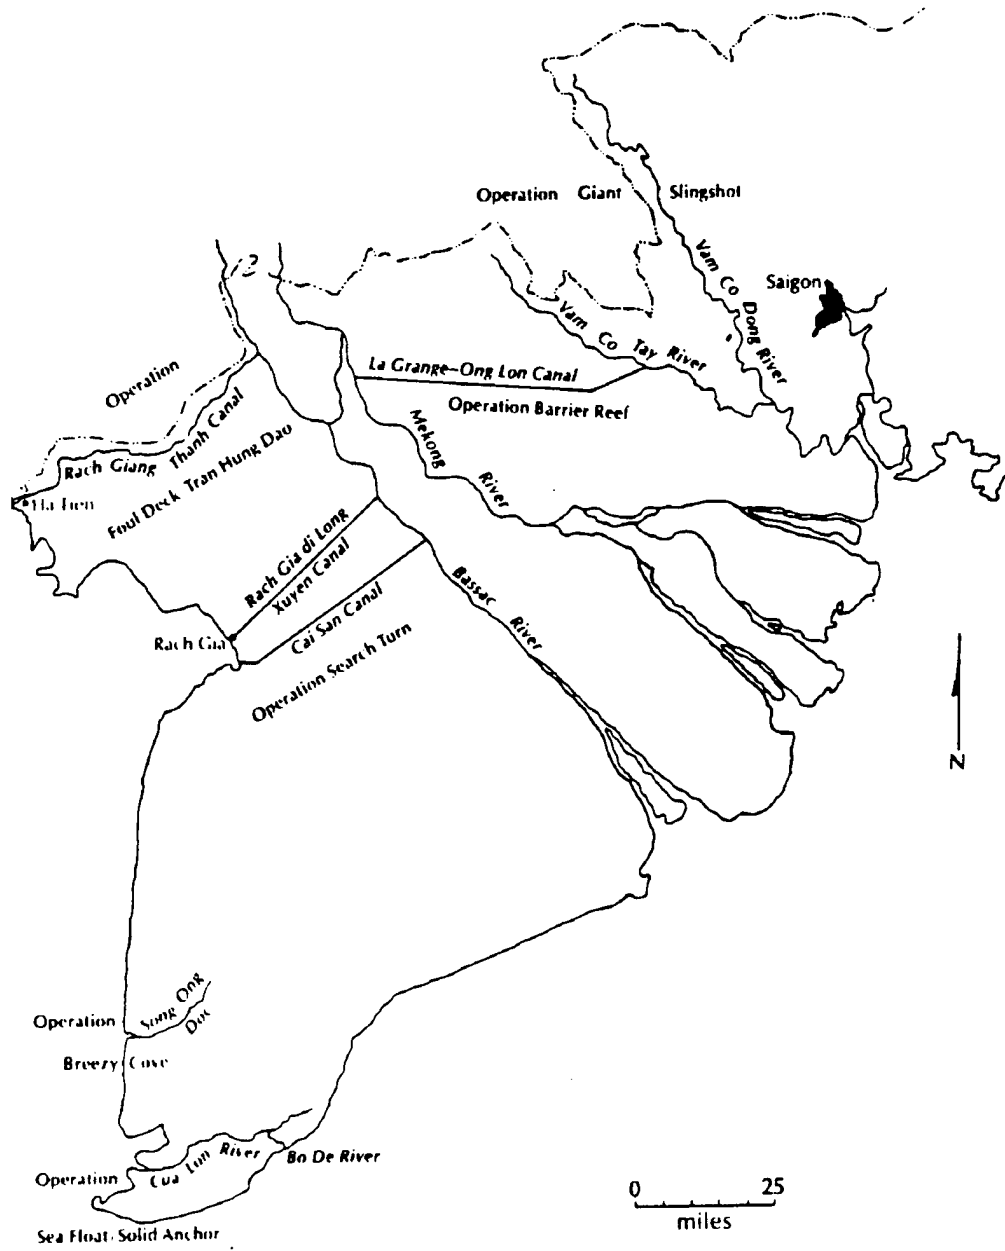 Operation Giant Slingshot
Vam Co Dong River
Saigon
Vam Co Tay River
La Grange–Ong Lon Canal
Operation Barrier Reef
Operation
Rach Giang Thanh Canal
Foul Deck Tran Hung Dao
Ha Tien
Mekong River
Rach Gia di Long
Xuyen Canal
Cai San Canal
Rach Gia
Bassac River
Operation Search Turn
N
Song Ong
Doc
Operation
Breezy Cove
Cua Lon River
Bo De River
Operation
Sea Float, Solid Anchor
0 25
miles